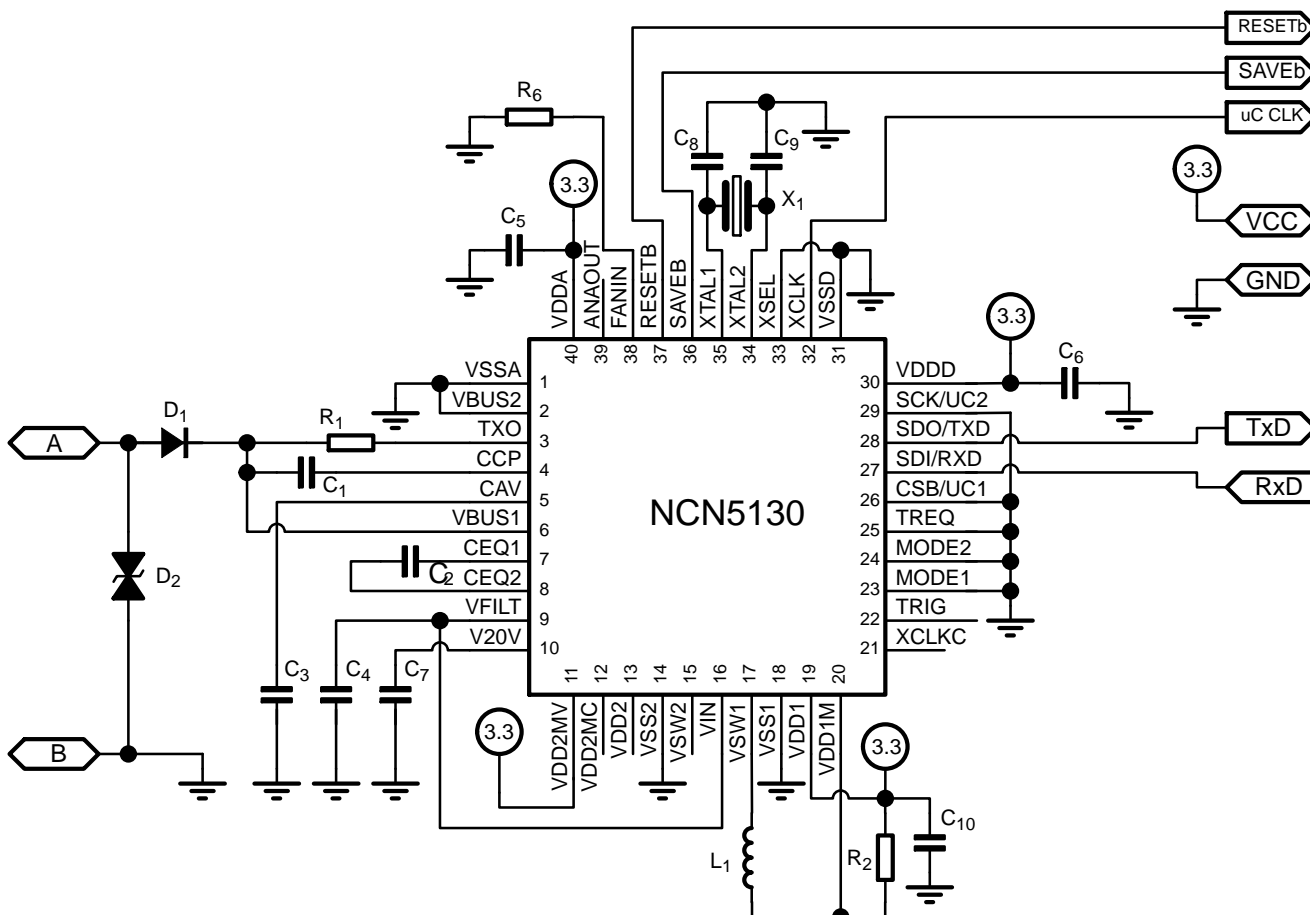 RESETb
SAVEb
uC CLK
3.3
VCC
GND
R6
C8
C9
X1
3.3
C5
VDDA
ANAOUT
FANIN
RESETB
SAVEB
XTAL1
XTAL2
XSEL
XCLK
VSSD
40
39
38
37
36
35
34
33
32
31
3.3
C6
VSSA
1
VBUS2
2
TXO
3
CCP
4
CAV
5
VBUS1
6
CEQ1
7
CEQ2
8
VFILT
9
V20V
10
A
D1
R1
C1
D2
C2
B
C3
C4
C7
NCN5130
30
VDDD
29
SCK/UC2
28
SDO/TXD
27
SDI/RXD
26
CSB/UC1
25
TREQ
24
MODE2
23
MODE1
22
TRIG
21
XCLKC
TxD
RxD
11
12
13
14
15
16
17
18
19
20
VDD2MV
VDD2MC
VDD2
VSS2
VSW2
VIN
VSW1
VSS1
VDD1
VDD1M
3.3
3.3
C10
L1
R2